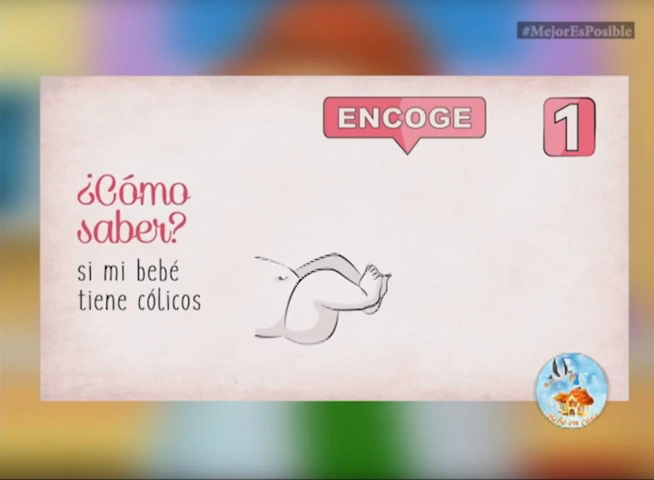 #MejorEsPosible
ENCOGE
1
¿Cómo
saber?
si mi bebé
tiene cólicos